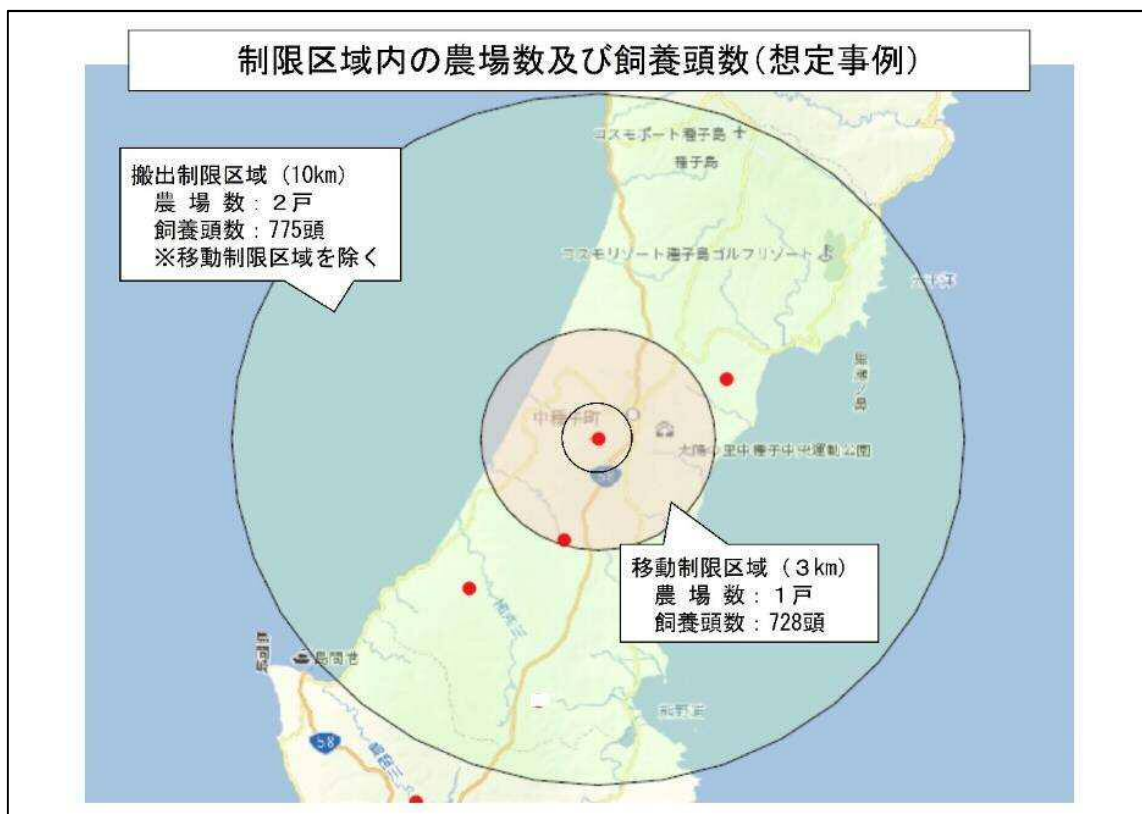 制限区域内の農場数及び飼養頭数(想定事例)
コスモポート種子島
種子島
搬出制限区域 (10km)
農 場 数 : 2戸
飼養頭数 : 775頭
※移動制限区域を除く
コスモリゾート種子島ゴルフリゾート
中種子町
太陽の里中種子中央運動公園
58
移動制限区域 (3km)
農 場 数 : 1戸
飼養頭数 : 728頭
島間港
熊野浜
58